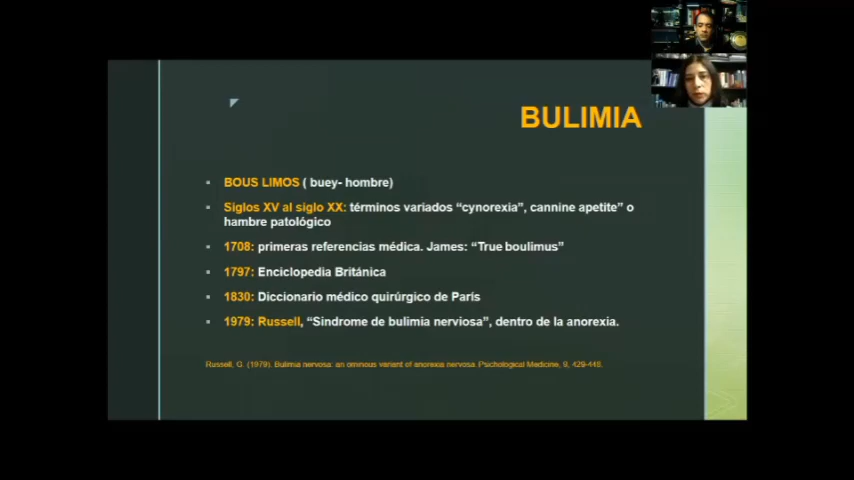 BULIMIA
BOUS LIMOS ( buey- hombre)
Siglos XV al siglo XX: términos variados “cynorexia”, cannine apetite” o
hambre patológico
1708: primeras referencias médica. James: “True boulimus”
1797: Enciclopedia Británica
1830: Diccionario médico quirúrgico de París
1979: Russell, “Síndrome de bulimia nerviosa”, dentro de la anorexia.
Russell, G. (1979). Bulimia nervosa: an ominous variant of anorexia nervosa. Psichological Medicine, 9, 429-448.